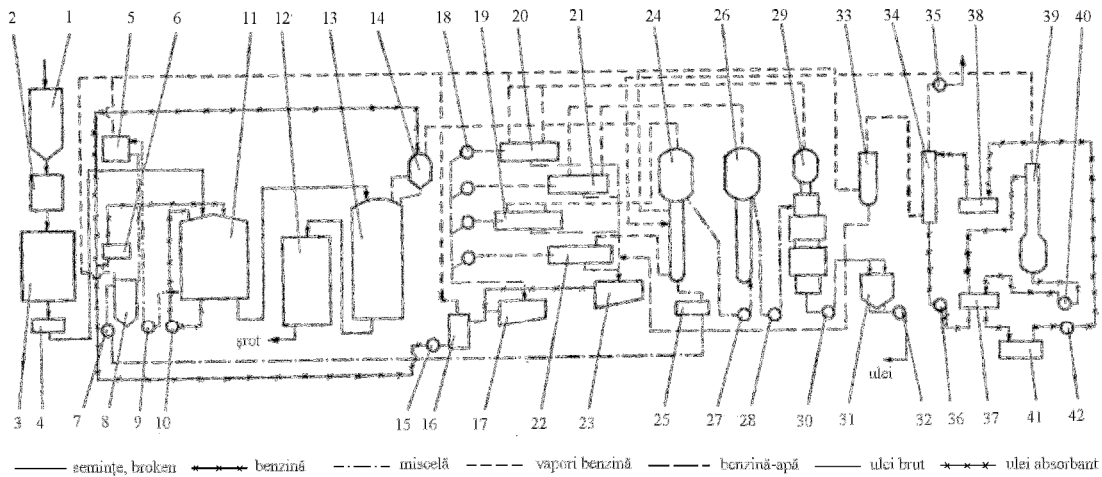 2 1 5 6 11 12 13 14 18 19 20 21 24 26 29 33 34 35 38 39 40
șrot
ulei
3 4 7 8 9 10 15 16 17 22 23 25 27 28 30 31 32 36 37 41 42
semințe, broken benzină miscelă vapori benzină benzină-apă ulei brut ulei absorbant